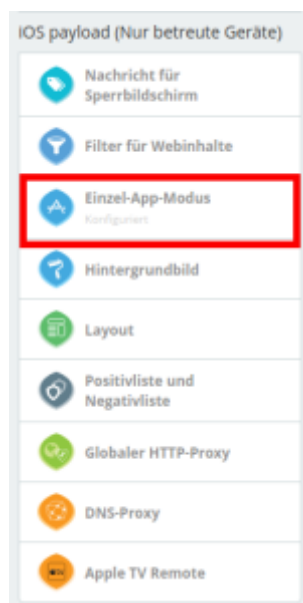 iOS payload (Nur betreute Geräte)
Nachricht für
Sperrbildschirm
Filter für Webinhalte
Einzel-App-Modus
Konfiguriert
Hintergrundbild
Layout
Positivliste und
Negativliste
Globaler HTTP-Proxy
DNS-Proxy
Apple TV Remote